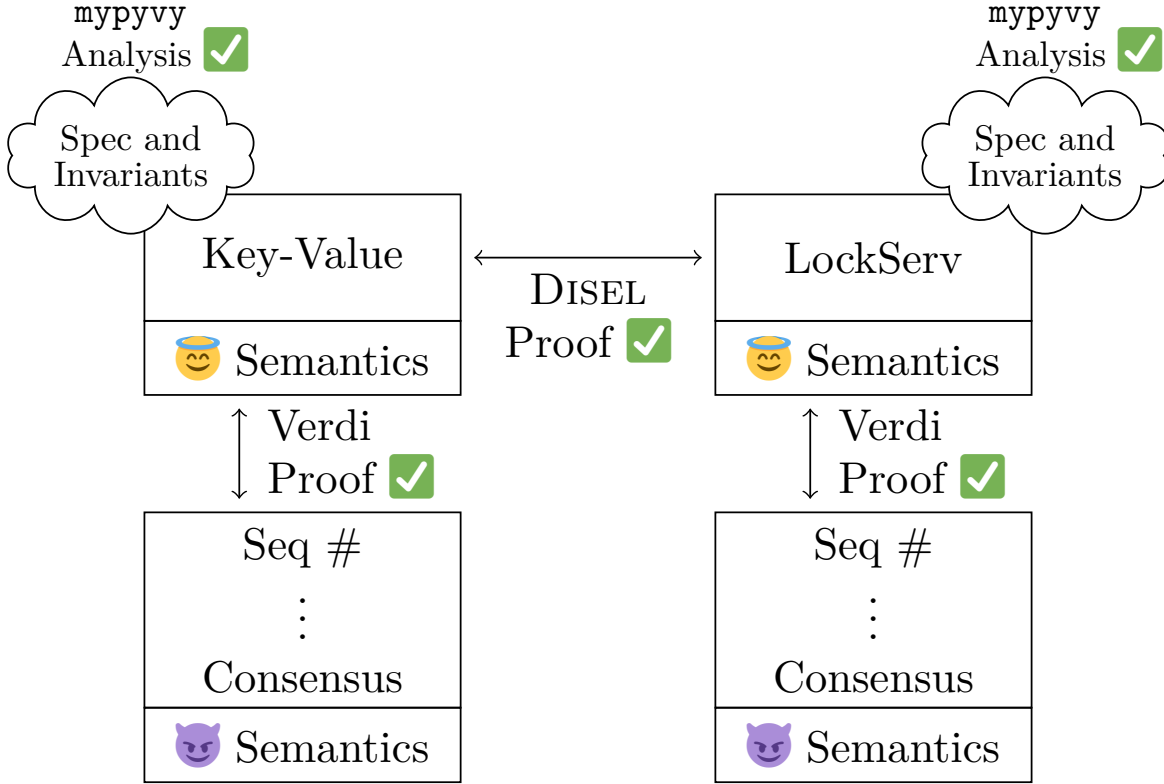 mypyvy
Analysis ✅
Spec and
Invariants
Key-Value
😇 Semantics
mypyvy
Analysis ✅
Spec and
Invariants
LockServ
😇 Semantics
DISEL
Proof ✅
Verdi
Proof ✅
Verdi
Proof ✅
Seq #
⋮
Consensus
😈 Semantics
Seq #
⋮
Consensus
😈 Semantics